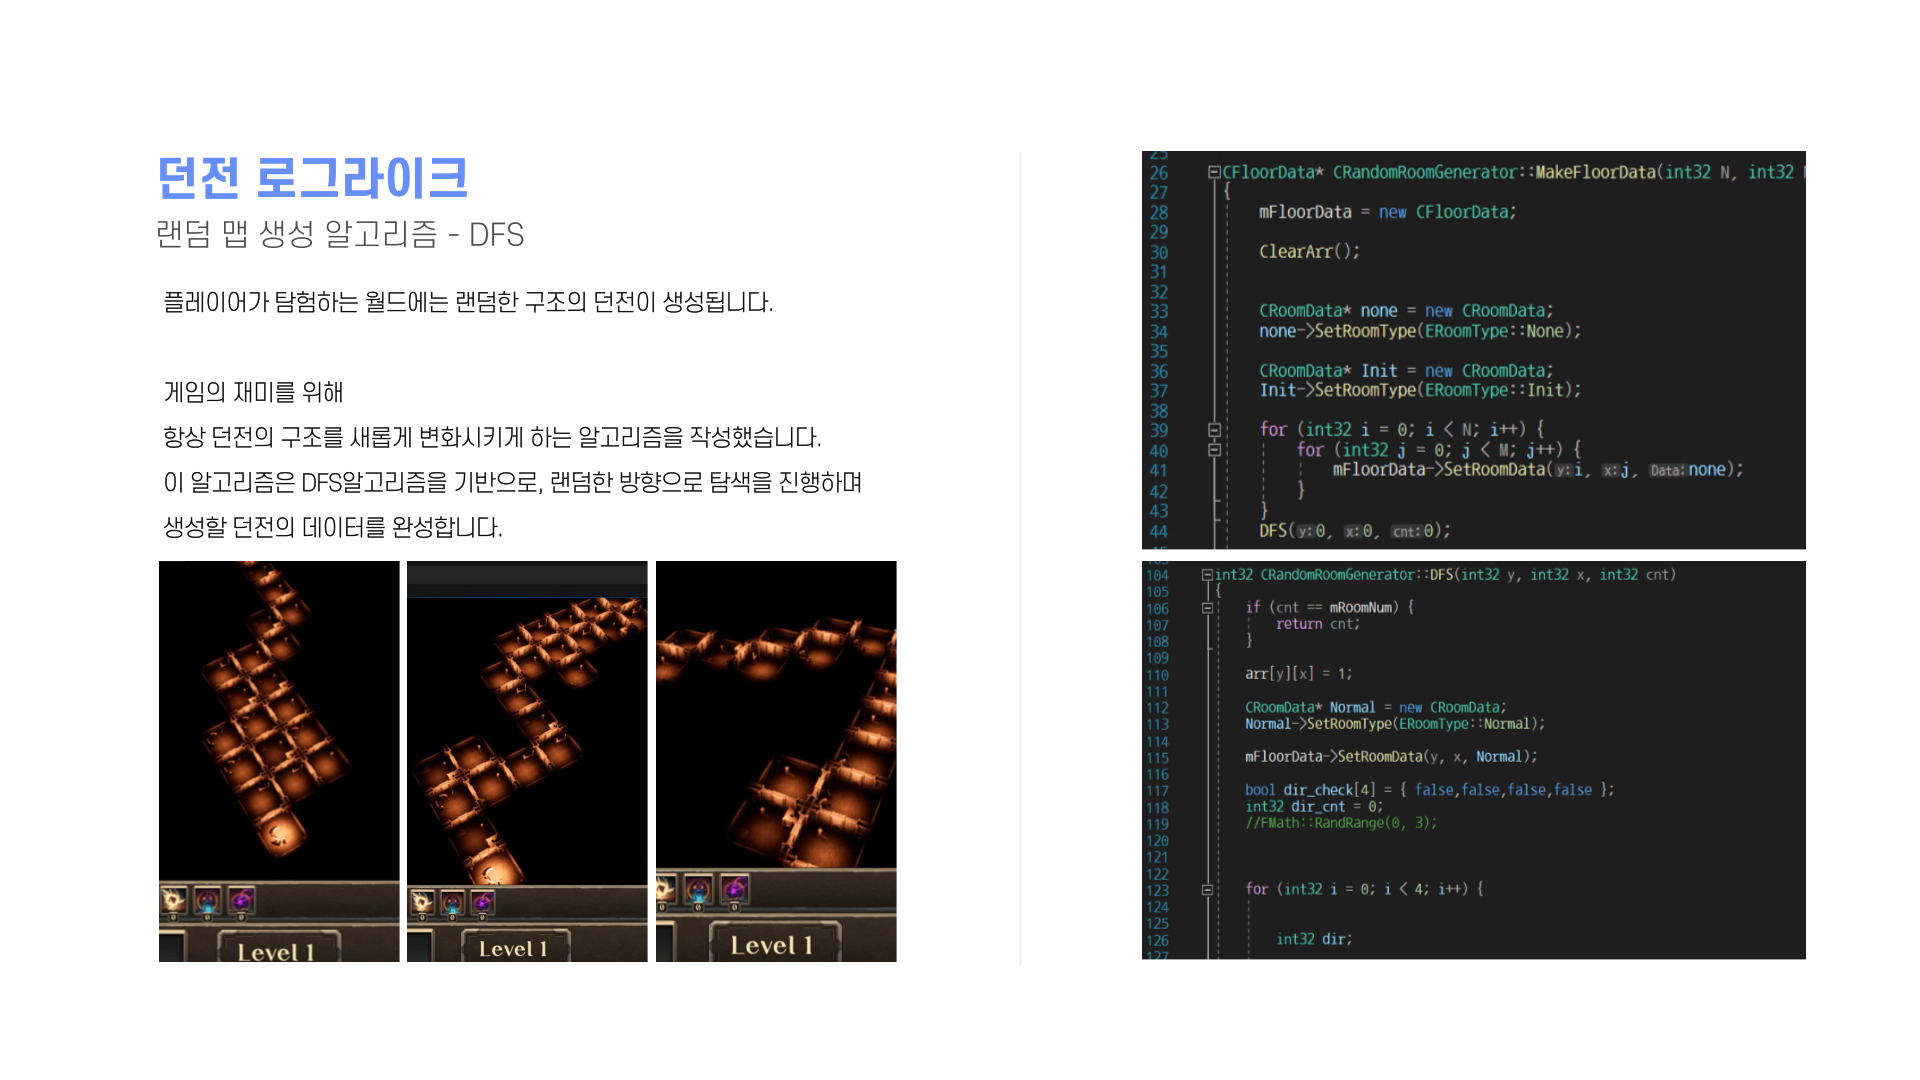 던전 로그라이크
랜덤 맵 생성 알고리즘 - DFS
플레이어가 탐험하는 월드에는 랜덤한 구조의 던전이 생성됩니다.
게임의 재미를 위해
항상 던전의 구조를 새롭게 변화시키게 하는 알고리즘을 작성했습니다.
이 알고리즘은 DFS알고리즘을 기반으로, 랜덤한 방향으로 탐색을 진행하며
생성할 던전의 데이터를 완성합니다.
0 0 0
Level 1
0 0 0
Level 1
0 0 0
Level 1
25
26 CFloorData* CRandomRoomGenerator::MakeFloorData(int32 N, int32
27 {
28 mFloorData = new CFloorData;
29
30 ClearArr();
31
32
33 CRoomData* none = new CRoomData;
34 none->SetRoomType(ERoomType::None);
35
36 CRoomData* Init = new CRoomData;
37 Init->SetRoomType(ERoomType::Init);
38
39 for (int32 i = 0; i < N; i++) {
40 for (int32 j = 0; j < M; j++) {
41 mFloorData->SetRoomData(y:i, x:j, Data:none);
42 }
43 }
44 DFS(y:0, x:0, cnt:0);
104 int32 CRandomRoomGenerator::DFS(int32 y, int32 x, int32 cnt)
105 {
106 if (cnt == mRoomNum) {
107 return cnt;
108 }
109
110 arr[y][x] = 1;
111
112 CRoomData* Normal = new CRoomData;
113 Normal->SetRoomType(ERoomType::Normal);
114
115 mFloorData->SetRoomData(y, x, Normal);
116
117 bool dir_check[4] = { false,false,false,false };
118 int32 dir_cnt = 0;
119 //FMath::RandRange(0, 3);
120
121
122
123 for (int32 i = 0; i < 4; i++) {
124
125
126 int32 dir;
127